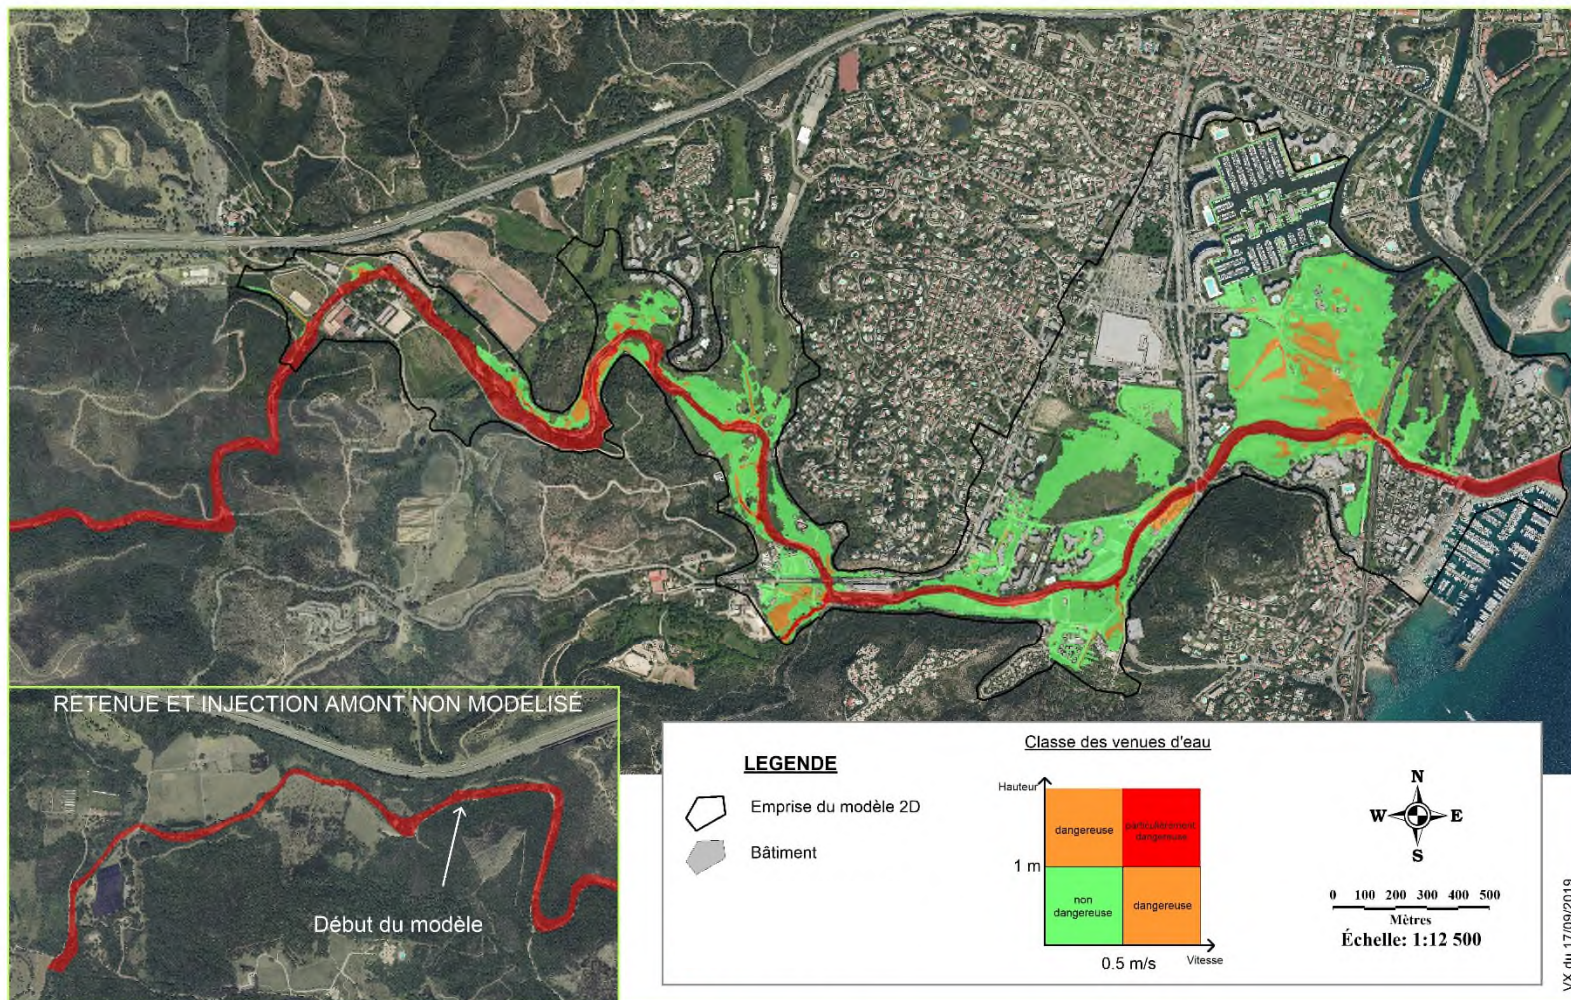 RETENUE ET INJECTION AMONT NON MODELISÉ
Début du modèle
LEGENDE
Emprise du modèle 2D
Bâtiment
Classe des venues d'eau
Hauteur
dangereuse
particulièrement
dangereuse
1 m
non
dangereuse
dangereuse
0.5 m/s
Vitesse
N
W
E
S
0 100 200 300 400 500
Mètres
Échelle: 1:12 500
VX du 17/09/2019